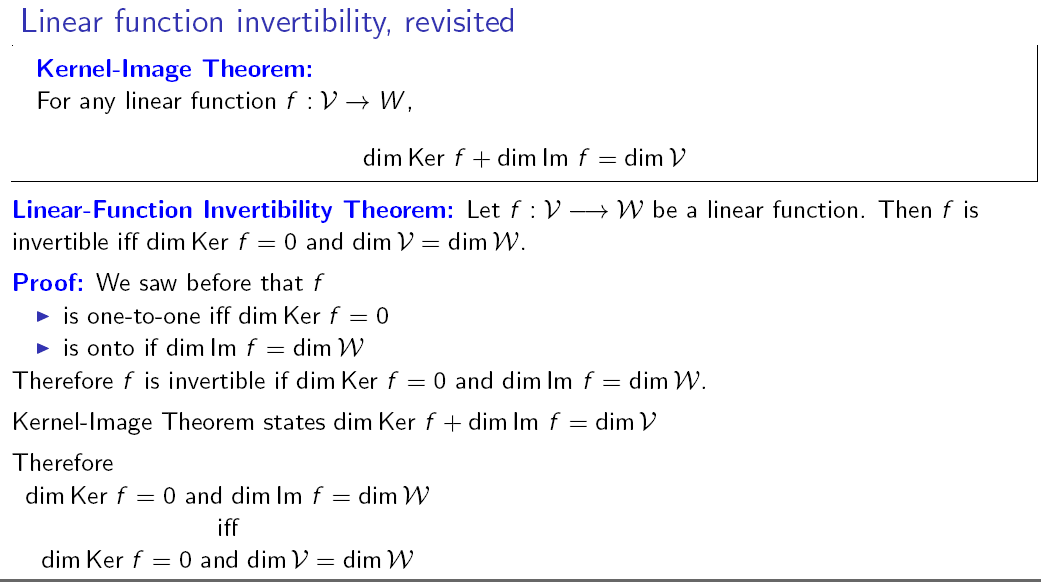 Linear function invertibility, revisited
Kernel-Image Theorem:
For any linear function f : 𝒱 → W,
dim Ker f + dim Im f = dim 𝒱
Linear-Function Invertibility Theorem: Let f : 𝒱 ⟶ 𝒲 be a linear function. Then f is
invertible iff dim Ker f = 0 and dim 𝒱 = dim 𝒲.
Proof: We saw before that f
▶ is one-to-one iff dim Ker f = 0
▶ is onto if dim Im f = dim 𝒲
Therefore f is invertible if dim Ker f = 0 and dim Im f = dim 𝒲.
Kernel-Image Theorem states dim Ker f + dim Im f = dim 𝒱
Therefore
dim Ker f = 0 and dim Im f = dim 𝒲
iff
dim Ker f = 0 and dim 𝒱 = dim 𝒲